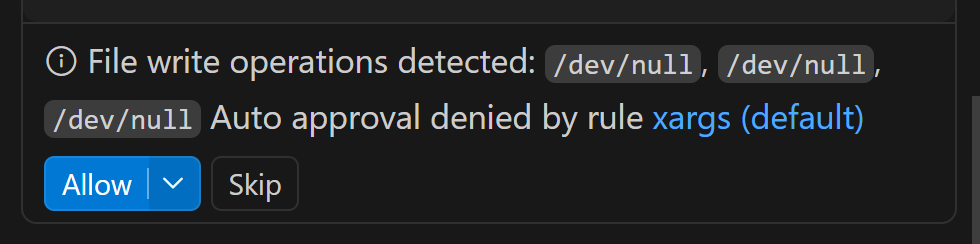 File write operations detected: /dev/null, /dev/null,
/dev/null Auto approval denied by rule xargs (default)
Allow Skip